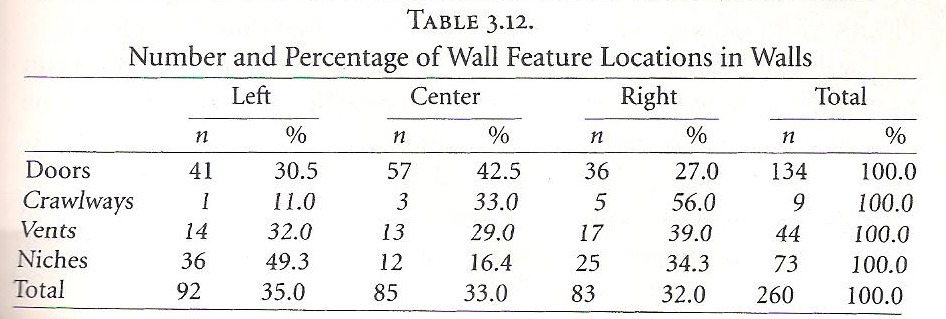 TABLE 3.12.
Number and Percentage of Wall Feature Locations in Walls
Left Center Right Total
n % n % n % n %
Doors 41 30.5 57 42.5 36 27.0 134 100.0
Crawlways 1 11.0 3 33.0 5 56.0 9 100.0
Vents 14 32.0 13 29.0 17 39.0 44 100.0
Niches 36 49.3 12 16.4 25 34.3 73 100.0
Total 92 35.0 85 33.0 83 32.0 260 100.0